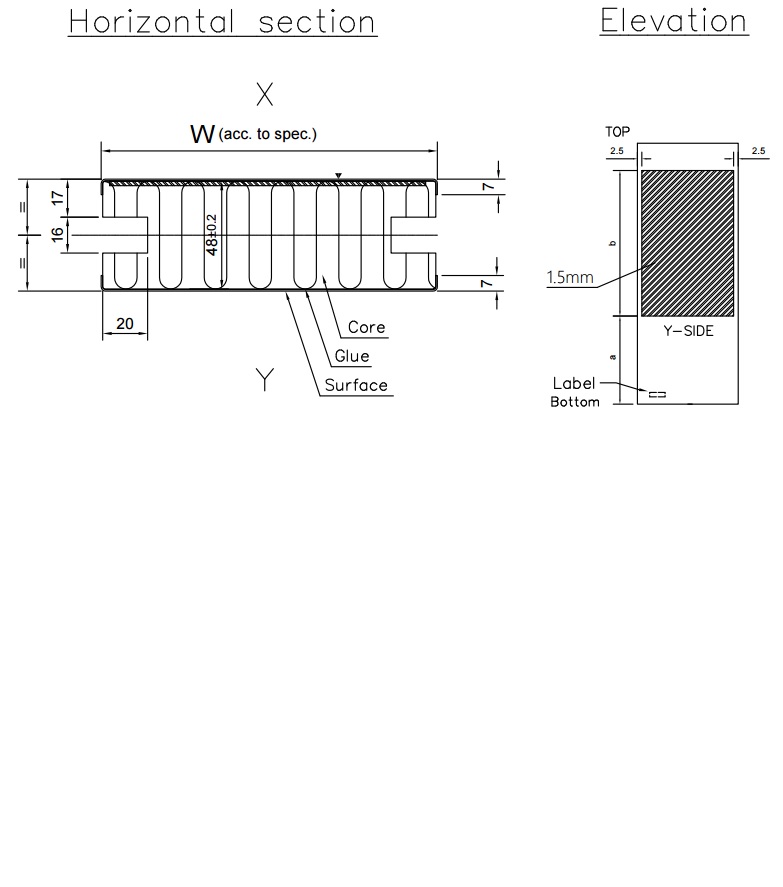 Horizontal section
Elevation
X
W (acc. to spec.)
TOP
2.5
2.5
=
17
7
=
16
48±0.2
b
1.5mm
7
20
Core
Y-SIDE
Glue
a
Y
Surface
Label
Bottom